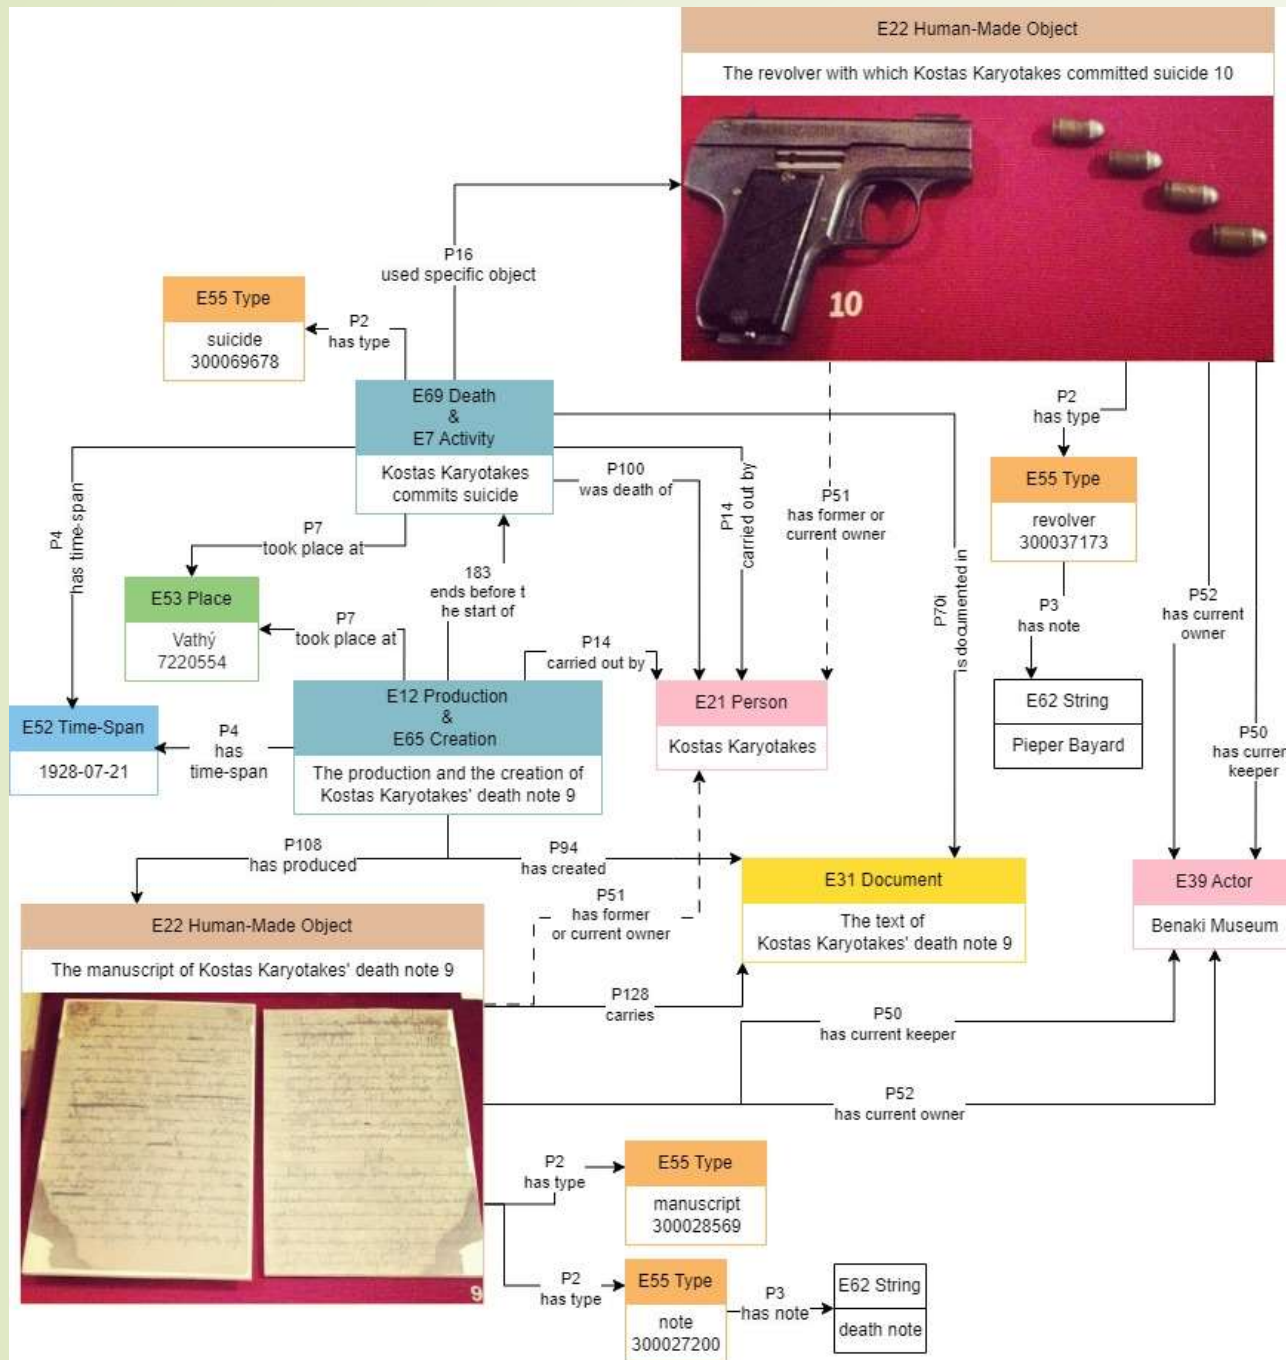 E22 Human-Made Object
The revolver with which Kostas Karyotakes committed suicide 10
10
P16
used specific object
E55 Type
suicide
300069678
P2
has type
E69 Death
&
E7 Activity
Kostas Karyotakes
commits suicide
P100
was death of
P14
carried out by
P51
has former or
current owner
P2
has type
E55 Type
revolver
300037173
P4
has time-span
P7
took place at
183
ends before t
he start of
P70i
is documented in
P52
has current
owner
P3
has note
E53 Place
Vathý
7220554
P7
took place at
P14
carried out by
E12 Production
&
E65 Creation
The production and the creation of
Kostas Karyotakes' death note 9
E21 Person
Kostas Karyotakes
E62 String
Pieper Bayard
P50
has curren
keeper
E52 Time-Span
1928-07-21
P4
has
time-span
P108
has produced
P94
has created
E31 Document
The text of
Kostas Karyotakes' death note 9
E39 Actor
Benaki Museum
P51
has former
or current owner
E22 Human-Made Object
The manuscript of Kostas Karyotakes' death note 9
9
P128
carries
P50
has current keeper
P52
has current owner
P2
has type
E55 Type
manuscript
300028569
P2
has type
E55 Type
note
300027200
P3
has note
E62 String
death note